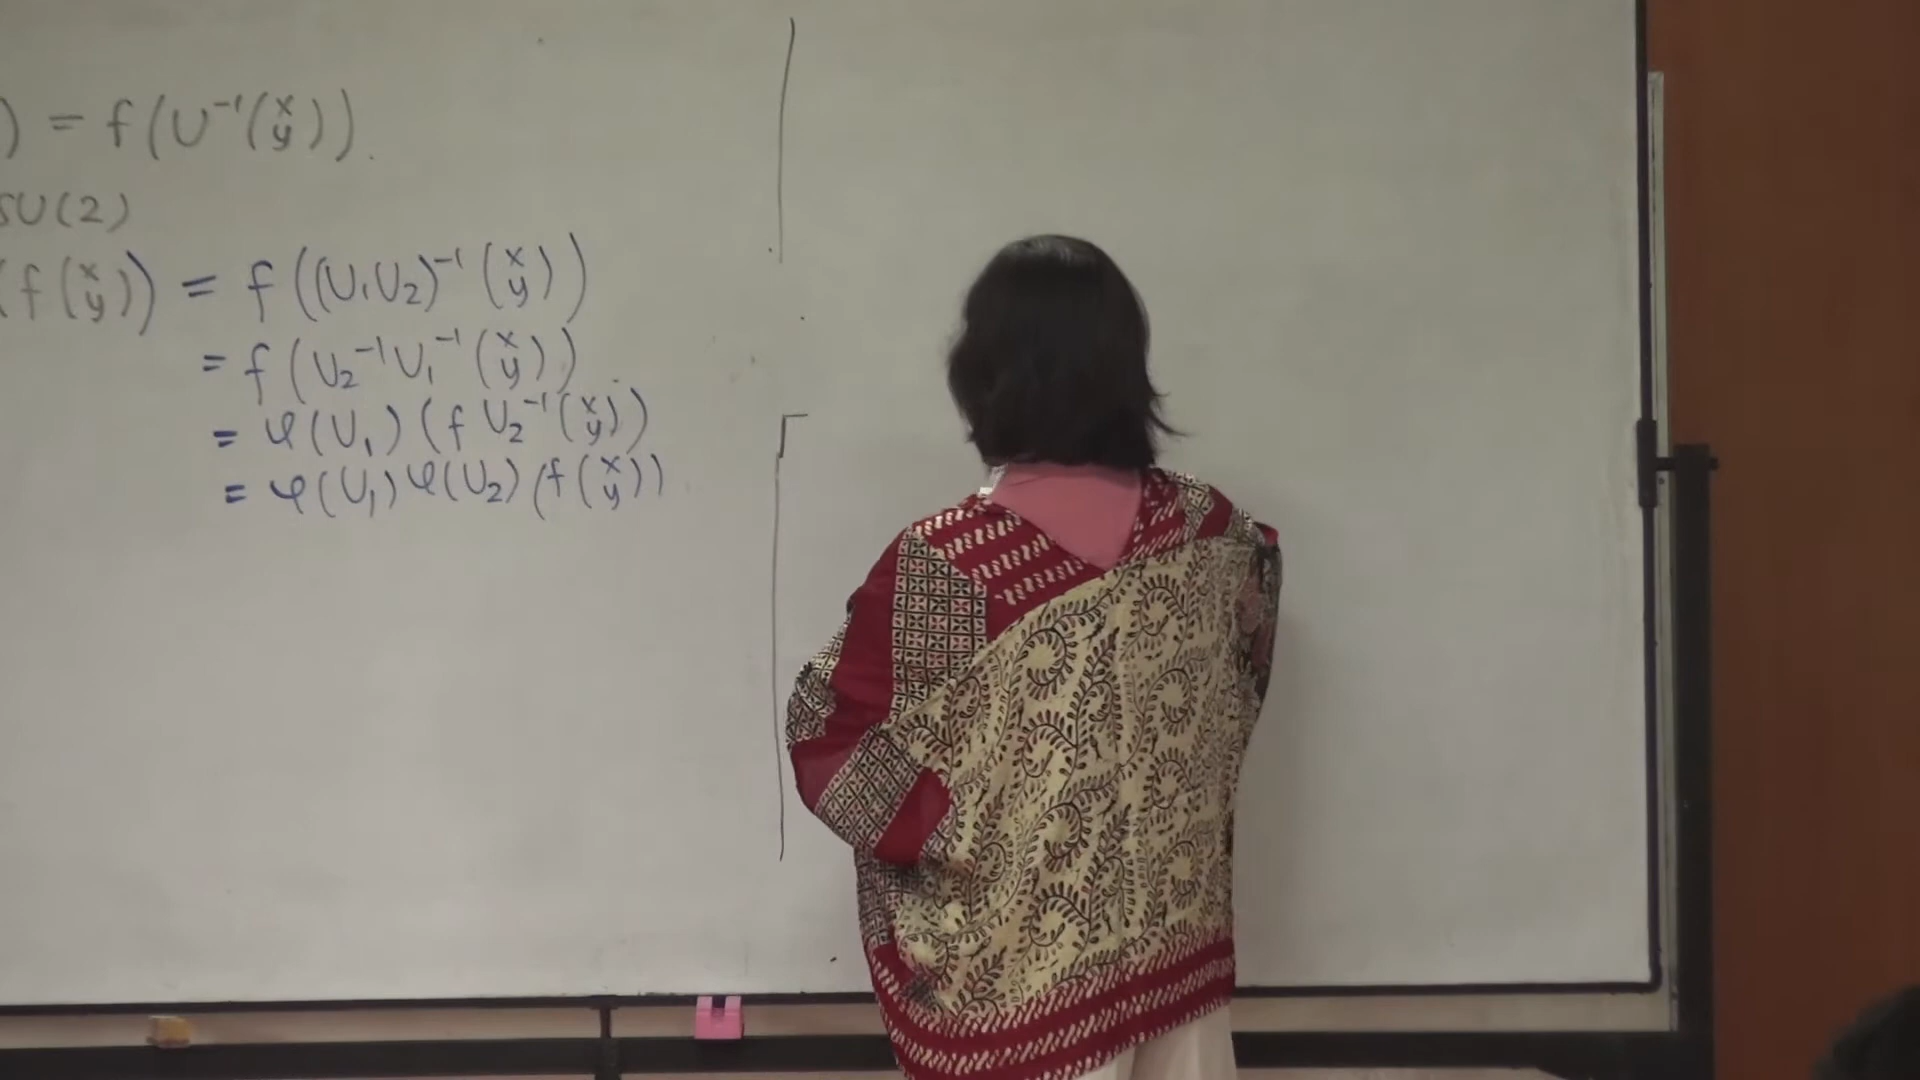 ) = f(U⁻¹(x y)).
SU(2)
(f(x y)) = f((U₁U₂)⁻¹(x y))
= f(U₂⁻¹U₁⁻¹(x y))
= φ(U₁)(f U₂⁻¹(x y))
= φ(U₁)φ(U₂)(f(x y))